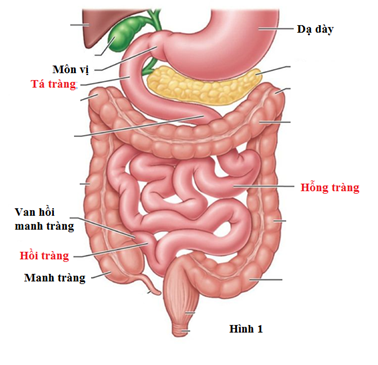 Dạ dày
Môn vị
Tá tràng
Hỗng tràng
Van hồi
manh tràng
Hồi tràng
Manh tràng
Hình 1